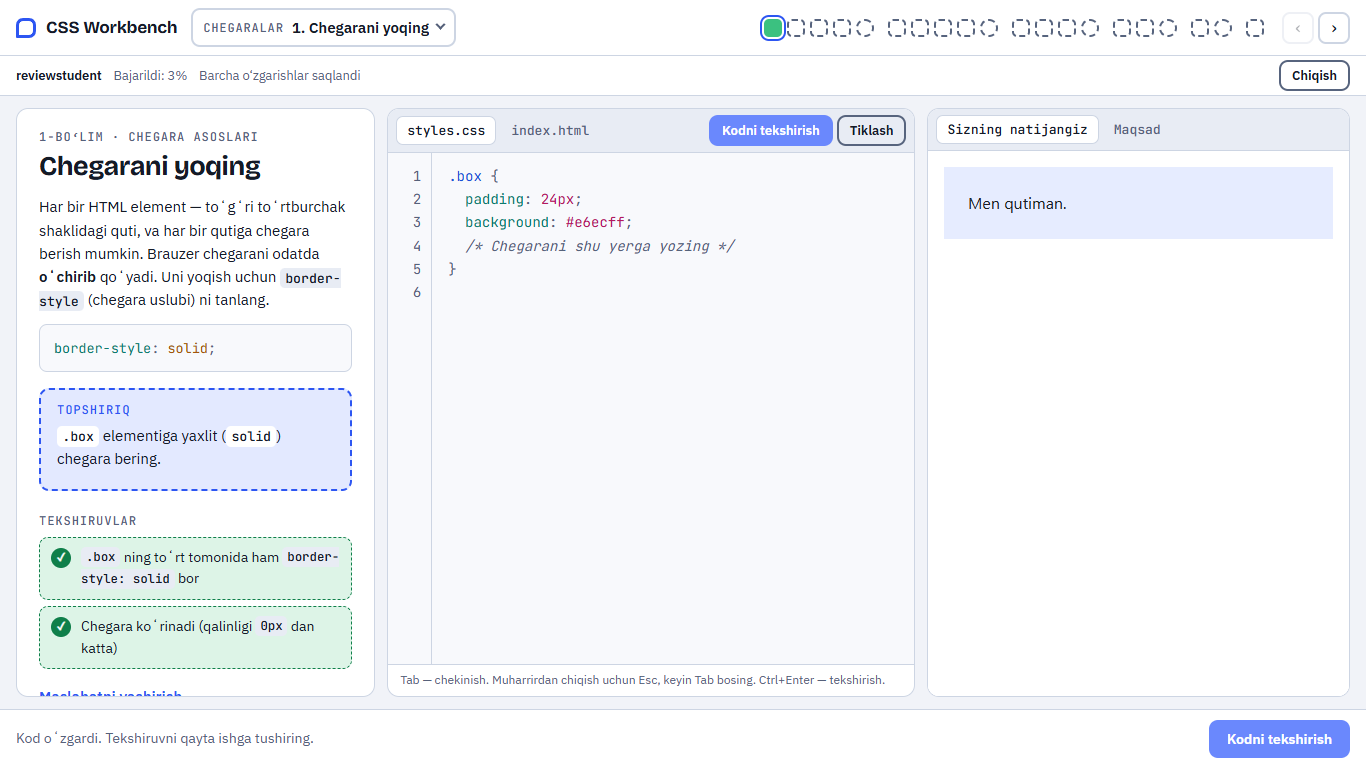 CSS Workbench
CHEGARALAR 1. Chegarani yoqing
‹ ›
reviewstudent Bajarildi: 3% Barcha oʻzgarishlar saqlandi
Chiqish
1-BOʻLIM · CHEGARA ASOSLARI
Chegarani yoqing
Har bir HTML element — toʻgʻri toʻrtburchak
shaklidagi quti, va har bir qutiga chegara
berish mumkin. Brauzer chegarani odatda
oʻchirib qoʻyadi. Uni yoqish uchun border-
style (chegara uslubi) ni tanlang.
border-style: solid;
TOPSHIRIQ
.box elementiga yaxlit ( solid )
chegara bering.
TEKSHIRUVLAR
.box ning toʻrt tomonida ham border-
style: solid bor
Chegara koʻrinadi (qalinligi 0px dan
katta)
Maslahatni yashirish
styles.css index.html Kodni tekshirish Tiklash
1 .box {
2 padding: 24px;
3 background: #e6ecff;
4 /* Chegarani shu yerga yozing */
5 }
6
Tab — chekinish. Muharrirdan chiqish uchun Esc, keyin Tab bosing. Ctrl+Enter — tekshirish.
Sizning natijangiz Maqsad
Men qutiman.
Kod oʻzgardi. Tekshiruvni qayta ishga tushiring.
Kodni tekshirish